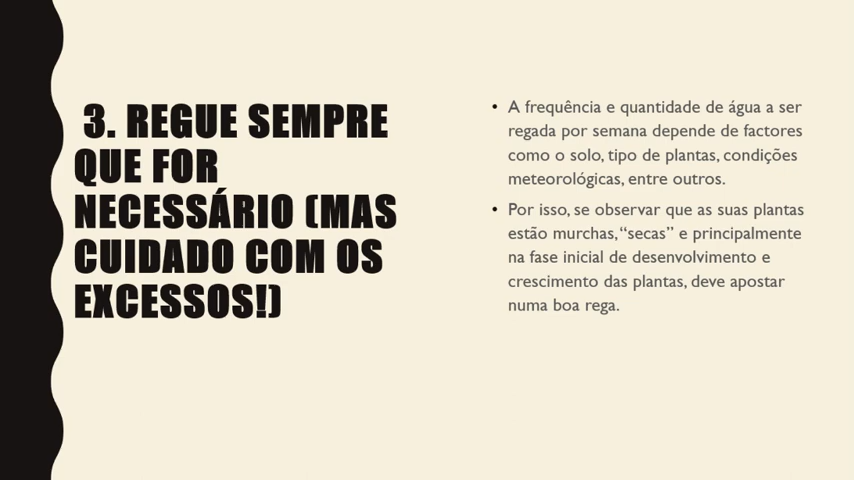 3. REGUE SEMPRE
QUE FOR
NECESSÁRIO (MAS
CUIDADO COM OS
EXCESSOS!)
• A frequência e quantidade de água a ser
regada por semana depende de factores
como o solo, tipo de plantas, condições
meteorológicas, entre outros.
• Por isso, se observar que as suas plantas
estão murchas, “secas” e principalmente
na fase inicial de desenvolvimento e
crescimento das plantas, deve apostar
numa boa rega.